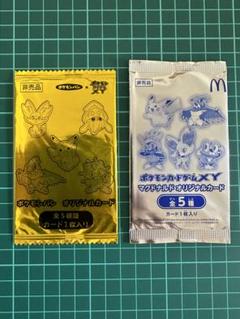 非売品
ポケモンパン
ポケモンパン オリジナルカード
全5種類
カード1枚入り
非売品
ポケモンカードゲームXY
マクドナルド オリジナルカード
全5種
カード1枚入り